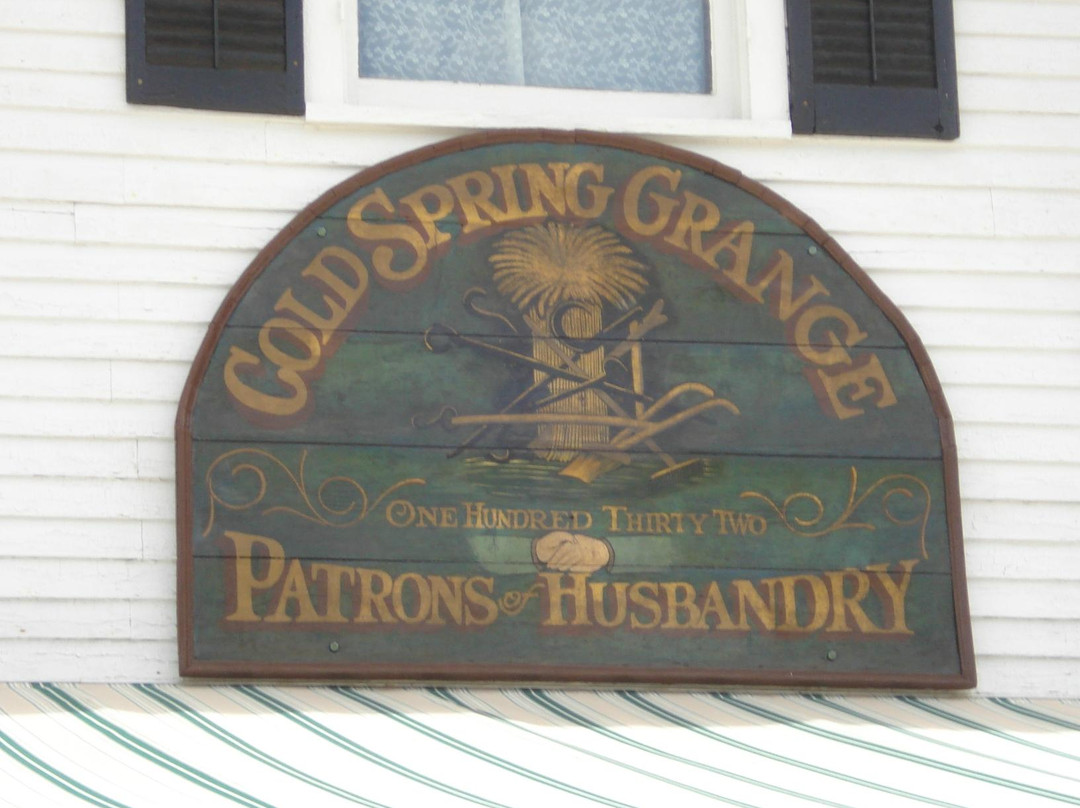 COLD SPRING GRANGE
ONE HUNDRED THIRTY TWO
PATRONS of HUSBANDRY